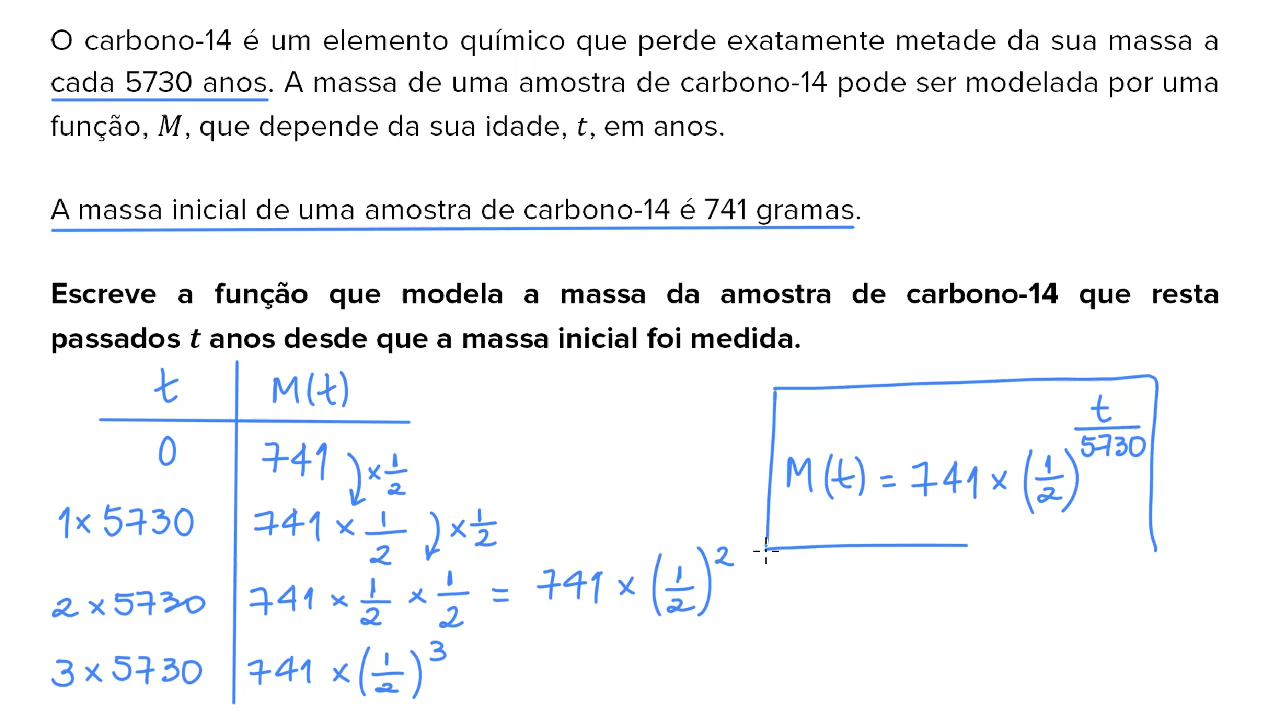 O carbono-14 é um elemento químico que perde exatamente metade da sua massa a
cada 5730 anos. A massa de uma amostra de carbono-14 pode ser modelada por uma
função, M, que depende da sua idade, t, em anos.
A massa inicial de uma amostra de carbono-14 é 741 gramas.
Escreve a função que modela a massa da amostra de carbono-14 que resta
passados t anos desde que a massa inicial foi medida.
t M(t)
0 741 × 1/2
1 × 5730 741 × 1/2 × 1/2
2 × 5730 741 × 1/2 × 1/2 = 741 × (1/2)^2
3 × 5730 741 × (1/2)^3
M(t) = 741 × (1/2)^(t/5730)